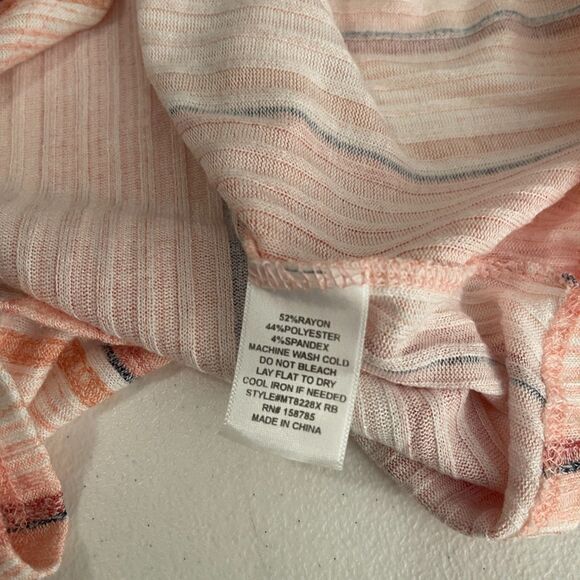 52%RAYON
44%POLYESTER
4%SPANDEX
MACHINE WASH COLD
DO NOT BLEACH
LAY FLAT TO DRY
COOL IRON IF NEEDED
STYLE#MT8228X RB
RN# 158785
MADE IN CHINA